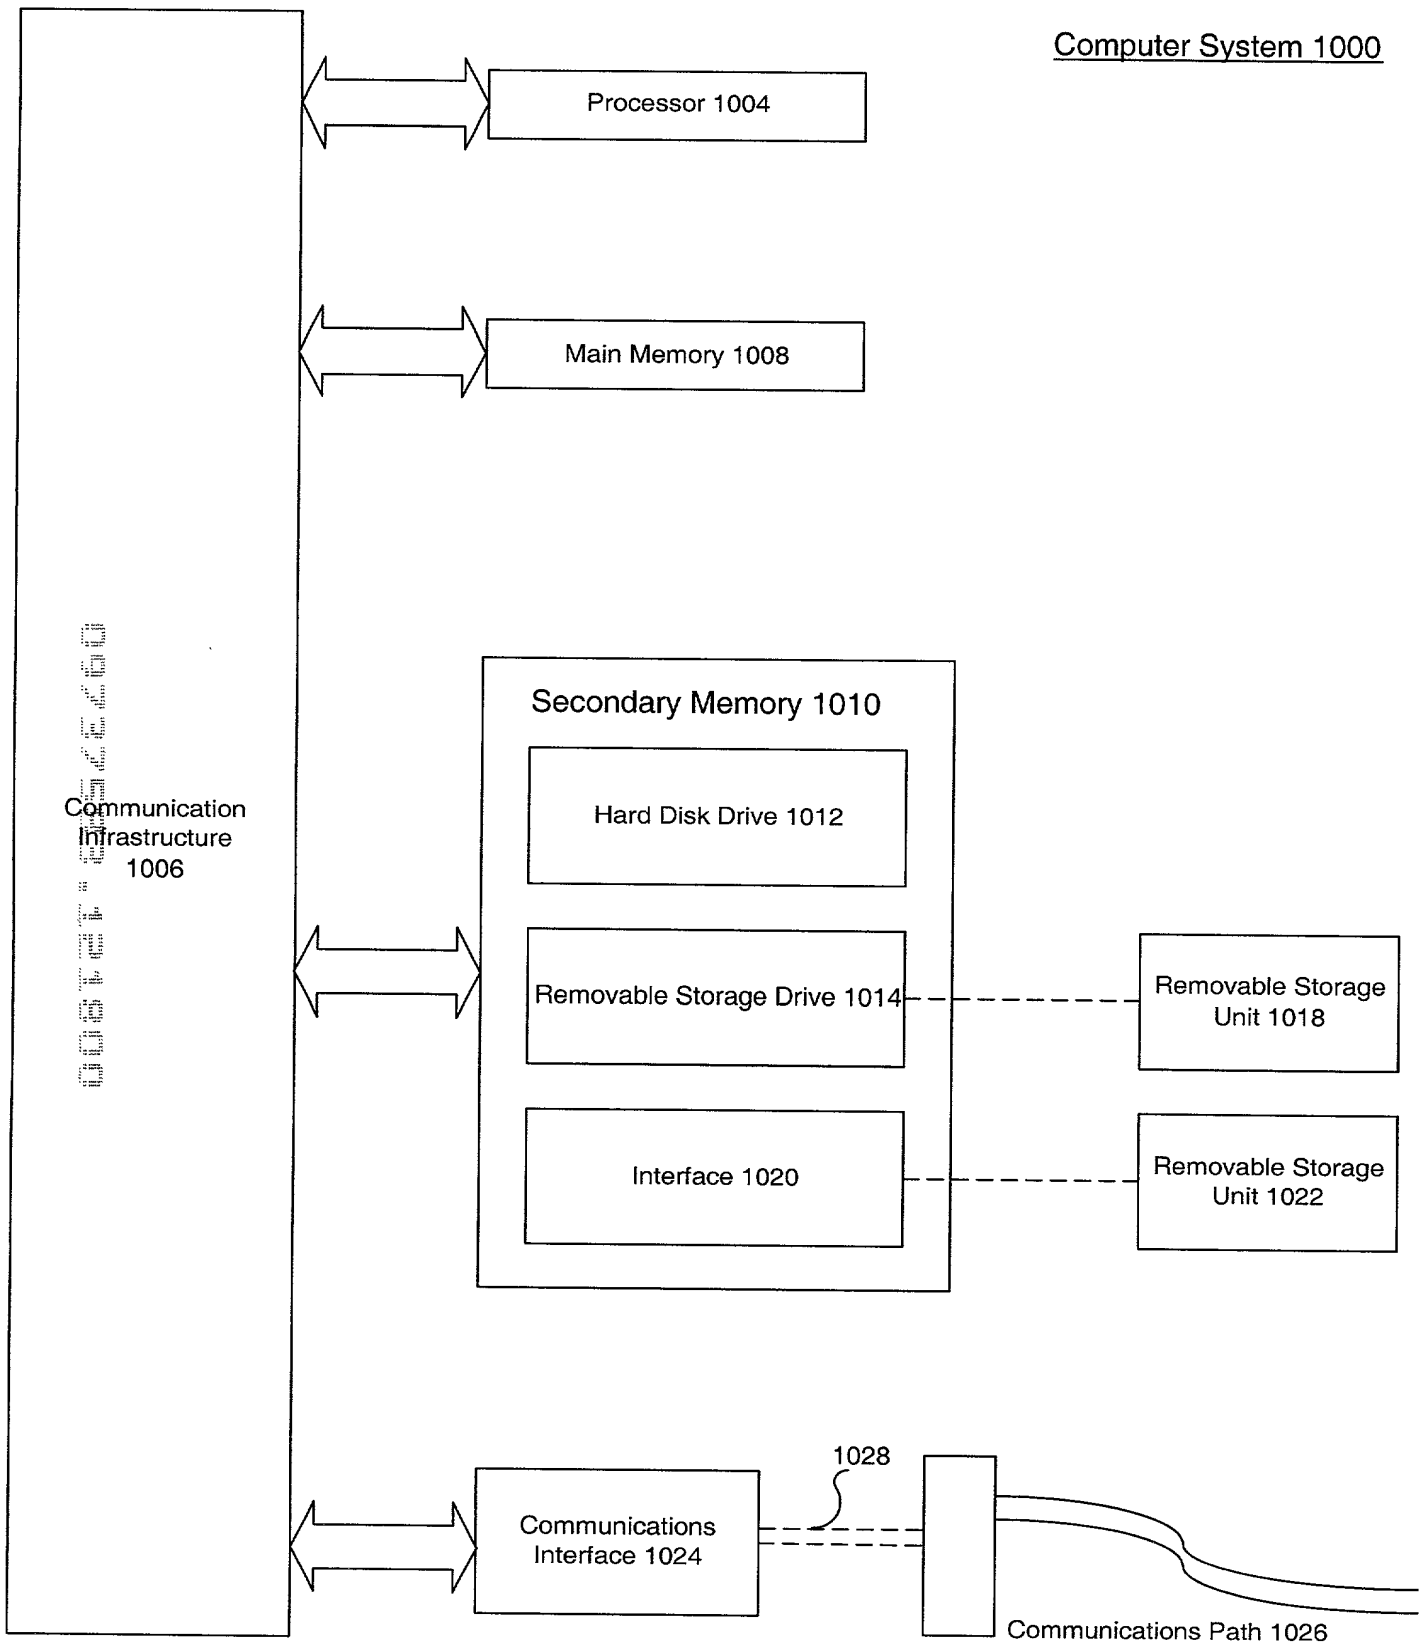 Computer System 1000
Processor 1004
Main Memory 1008
Secondary Memory 1010
Hard Disk Drive 1012
Communication
Infrastructure
1006
Removable Storage Drive 1014
Removable Storage
Unit 1018
Interface 1020
Removable Storage
Unit 1022
1028
Communications
Interface 1024
Communications Path 1026